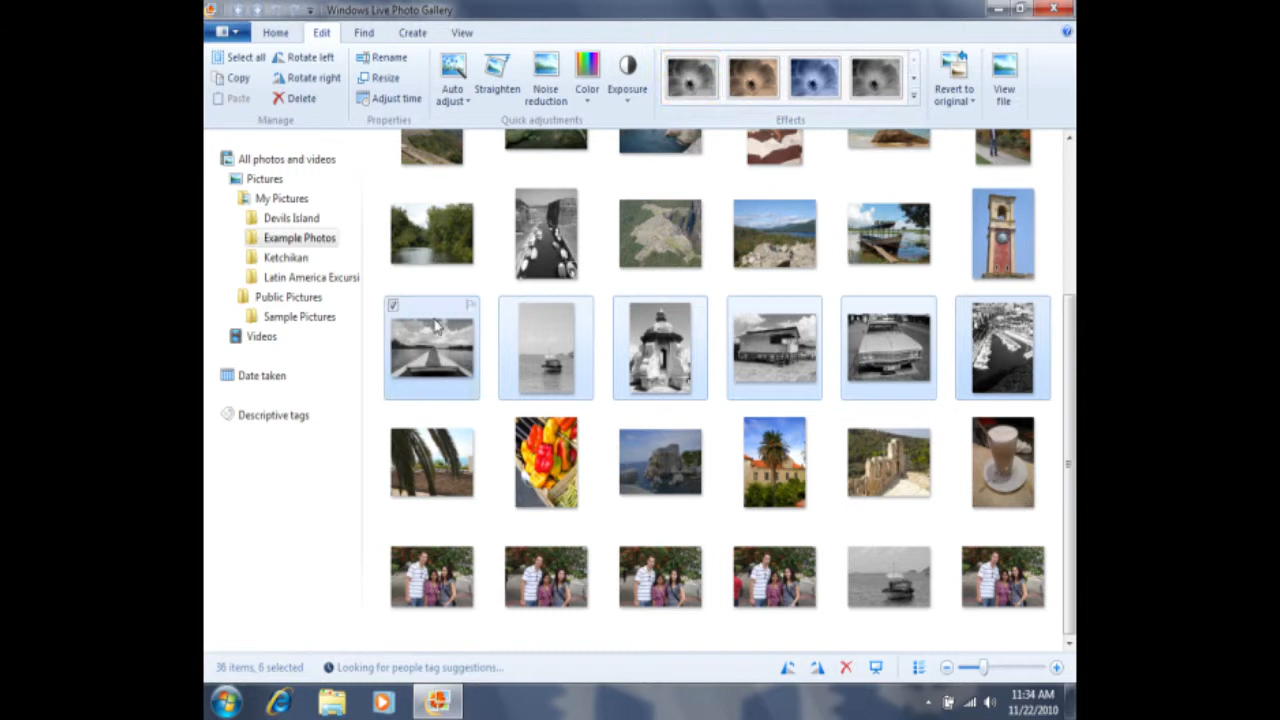 Windows Live Photo Gallery
Home Edit Find Create View
Select all Rotate left Rename
Copy Rotate right Resize
Paste Delete Adjust time
Auto adjust Straighten Noise reduction Color Exposure Revert to original View file
Manage Properties Quick adjustments Effects
All photos and videos
Pictures
My Pictures
Devils Island
Example Photos
Ketchikan
Latin America Excursi
Public Pictures
Sample Pictures
Videos
Date taken
Descriptive tags
36 items, 6 selected Looking for people tag suggestions...
11:34 AM
11/22/2010